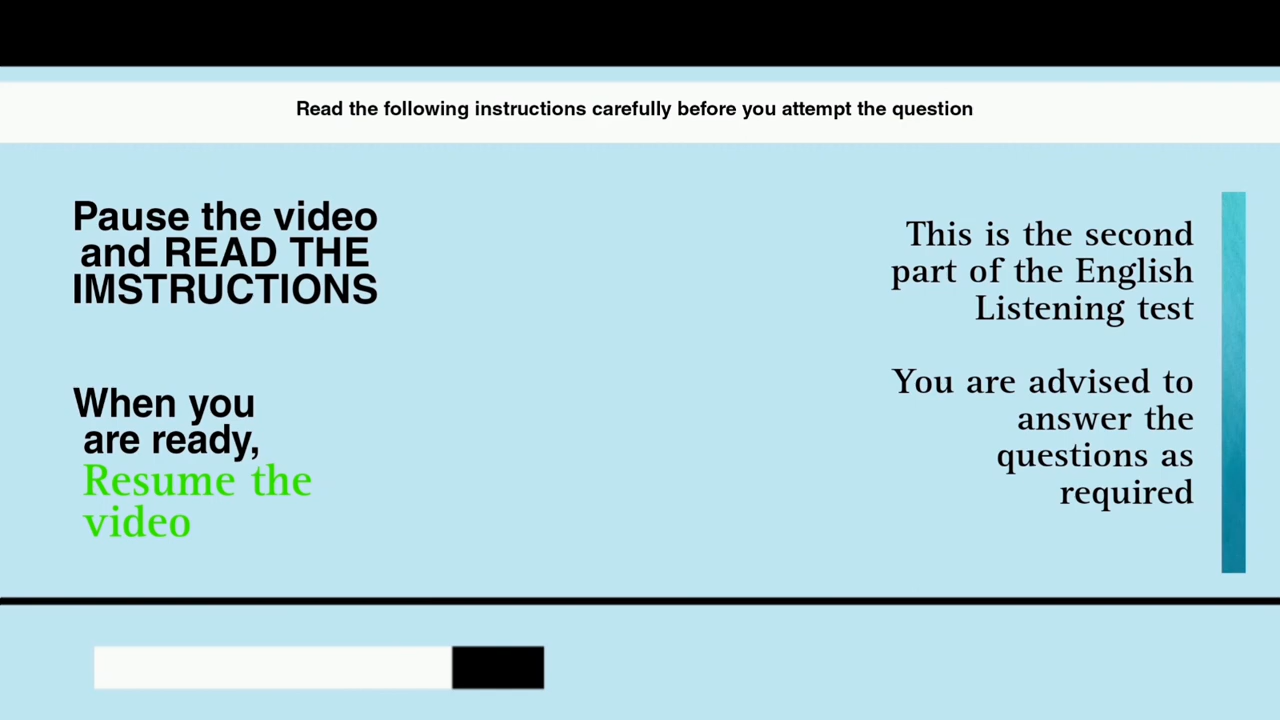 Read the following instructions carefully before you attempt the question
Pause the video
and READ THE
IMSTRUCTIONS
When you
are ready,
Resume the
video
This is the second
part of the English
Listening test
You are advised to
answer the
questions as
required